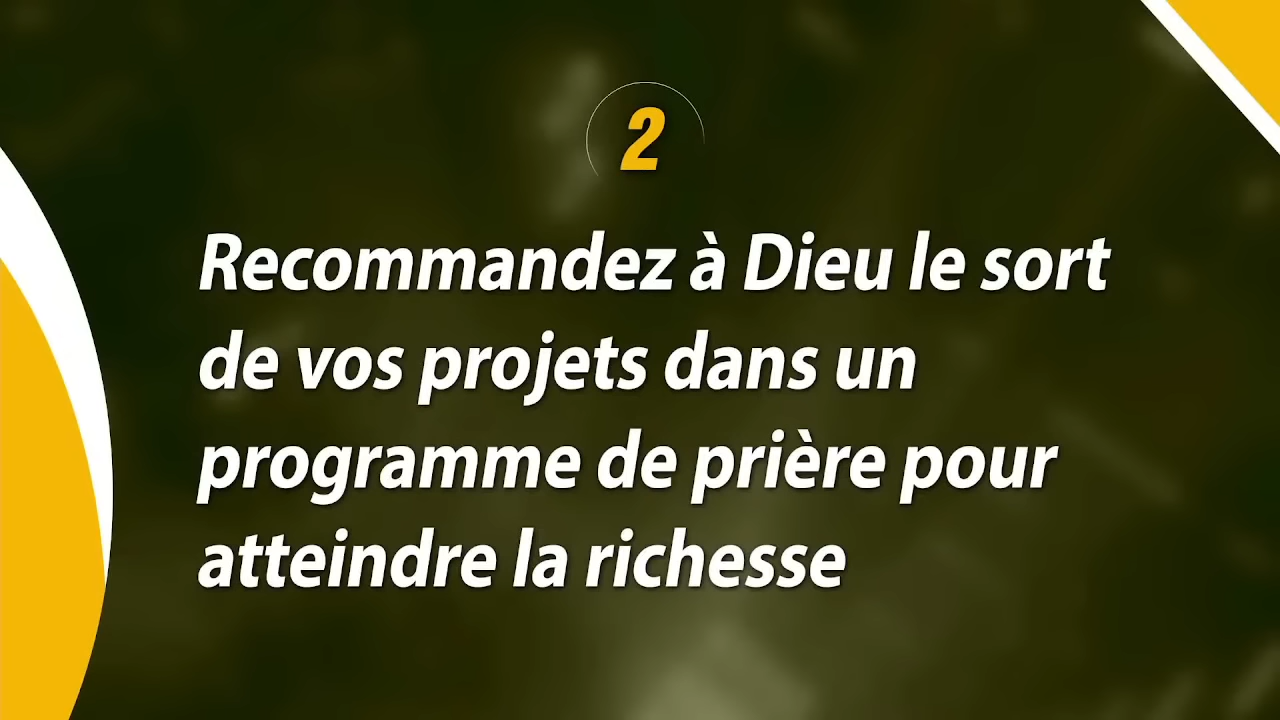 2
Recommandez à Dieu le sort
de vos projets dans un
programme de prière pour
atteindre la richesse